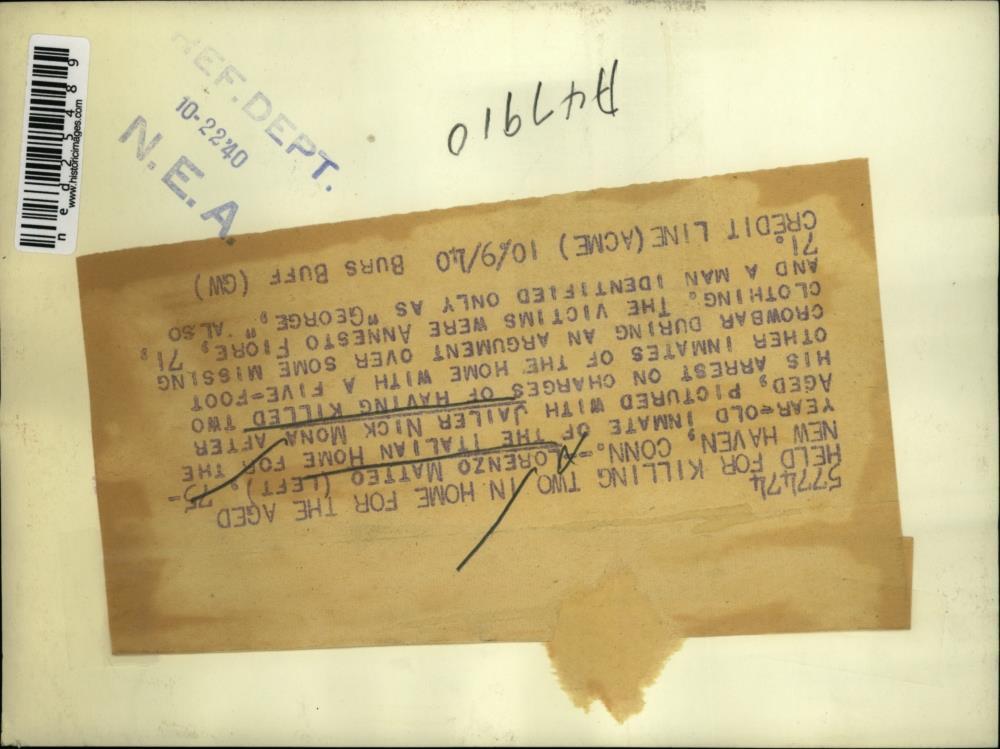 REF. DEPT.
10-22'40
N.E.A.
A47910
ned25489
www.historicimages.com
577474
HELD FOR KILLING TWO IN HOME FOR THE AGED
NEW HAVEN, CONN.--LORENZO MATTEO (LEFT), 75-
YEAR-OLD INMATE OF THE ITALIAN HOME FOR THE
AGED, PICTURED WITH JAILER NICK MONA AFTER
HIS ARREST ON CHARGES OF HAVING KILLED TWO
OTHER INMATES OF THE HOME WITH A FIVE-FOOT
CROWBAR DURING AN ARGUMENT OVER SOME MISSING
CLOTHING. THE VICTIMS WERE ANNESTO FIORE, 71,
AND A MAN IDENTIFIED ONLY AS "GEORGE," ALSO
71.
CREDIT LINE (ACME) 10/9/40 BURS BUFF (GW)